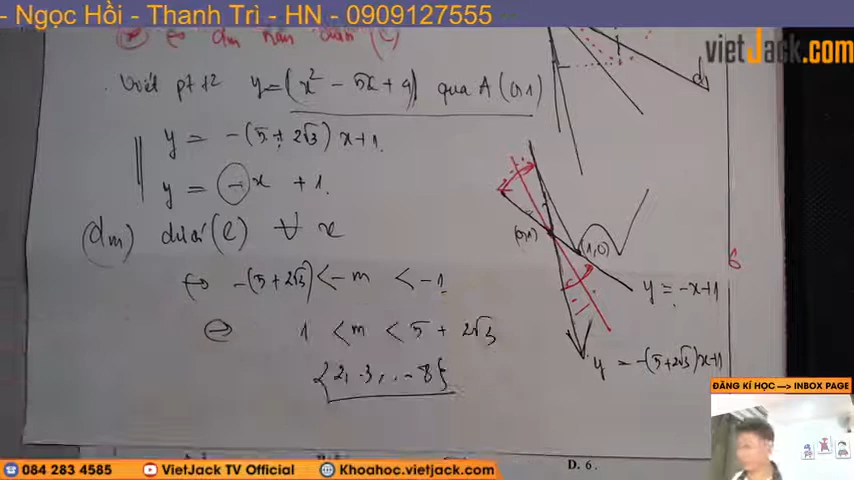 - Ngọc Hồi - Thanh Trì - HN - 0909127555
vietJack.com
(C)
Viết pt t² y=|x² - 5x + 4| qua A (0,1)
y = -(5 + 2√3) x + 1.
y = -x + 1.
(dm) dưới (C) ∀ x
⇔ -(5 + 2√3) < -m < -1
⇔ 1 < m < 5 + 2√3
{2, 3, ... 8}
d
(0,1)
(1,0)
y = -x+1
y = -(5+2√3)x+1
6
ĐĂNG KÍ HỌC --> INBOX PAGE
D. 6.
084 283 4585 VietJack TV Official Khoahoc.vietjack.com